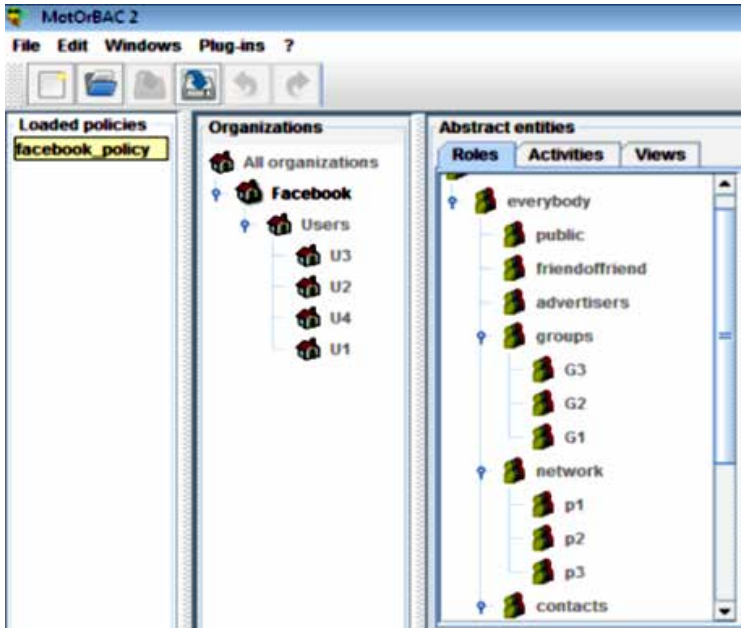 MotOrBAC 2
File Edit Windows Plug-ins ?
Loaded policies
facebook_policy
Organizations
All organizations
Facebook
Users
U3
U2
U4
U1
Abstract entities
Roles Activities Views
everybody
public
friendoffriend
advertisers
groups
G3
G2
G1
network
p1
p2
p3
contacts